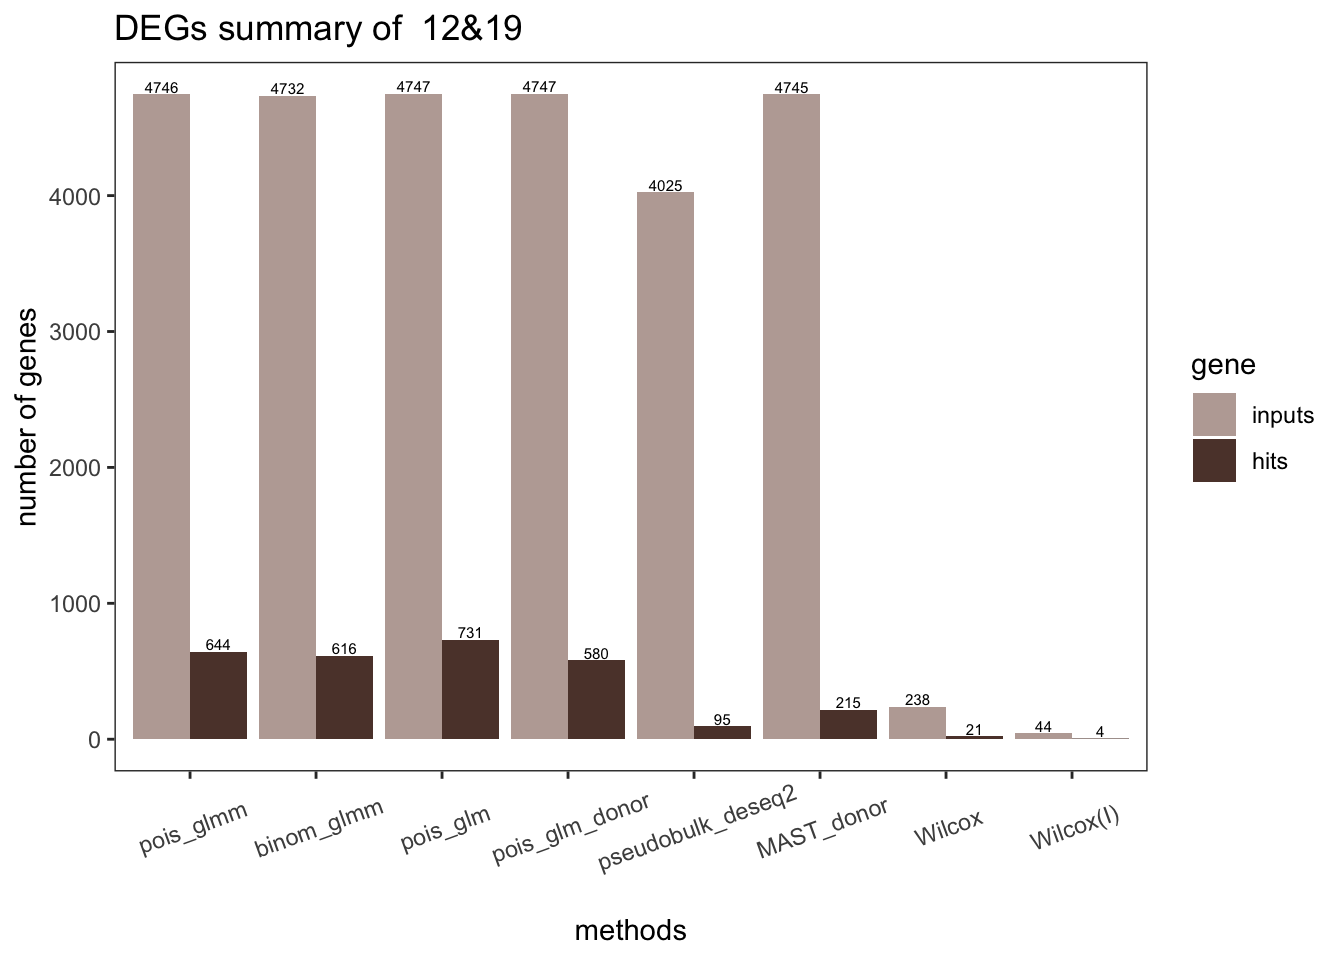 DEGs summary of  12&19
number of genes
4000
3000
2000
1000
0
4746
4732
4747
4747
4025
4745
238
44
644
616
731
580
95
215
21
4
pois_glmm
binom_glmm
pois_glm
pois_glm_donor
pseudobulk_deseq2
MAST_donor
Wilcox
Wilcox(l)
methods
gene
inputs
hits